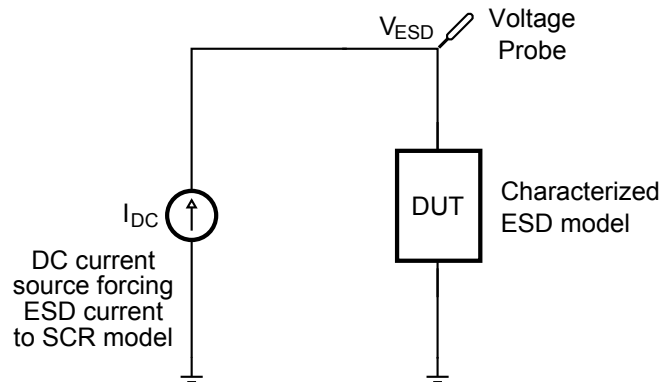 V_ESD
Voltage
Probe
I_DC
DC current
source forcing
ESD current
to SCR model
DUT
Characterized
ESD model